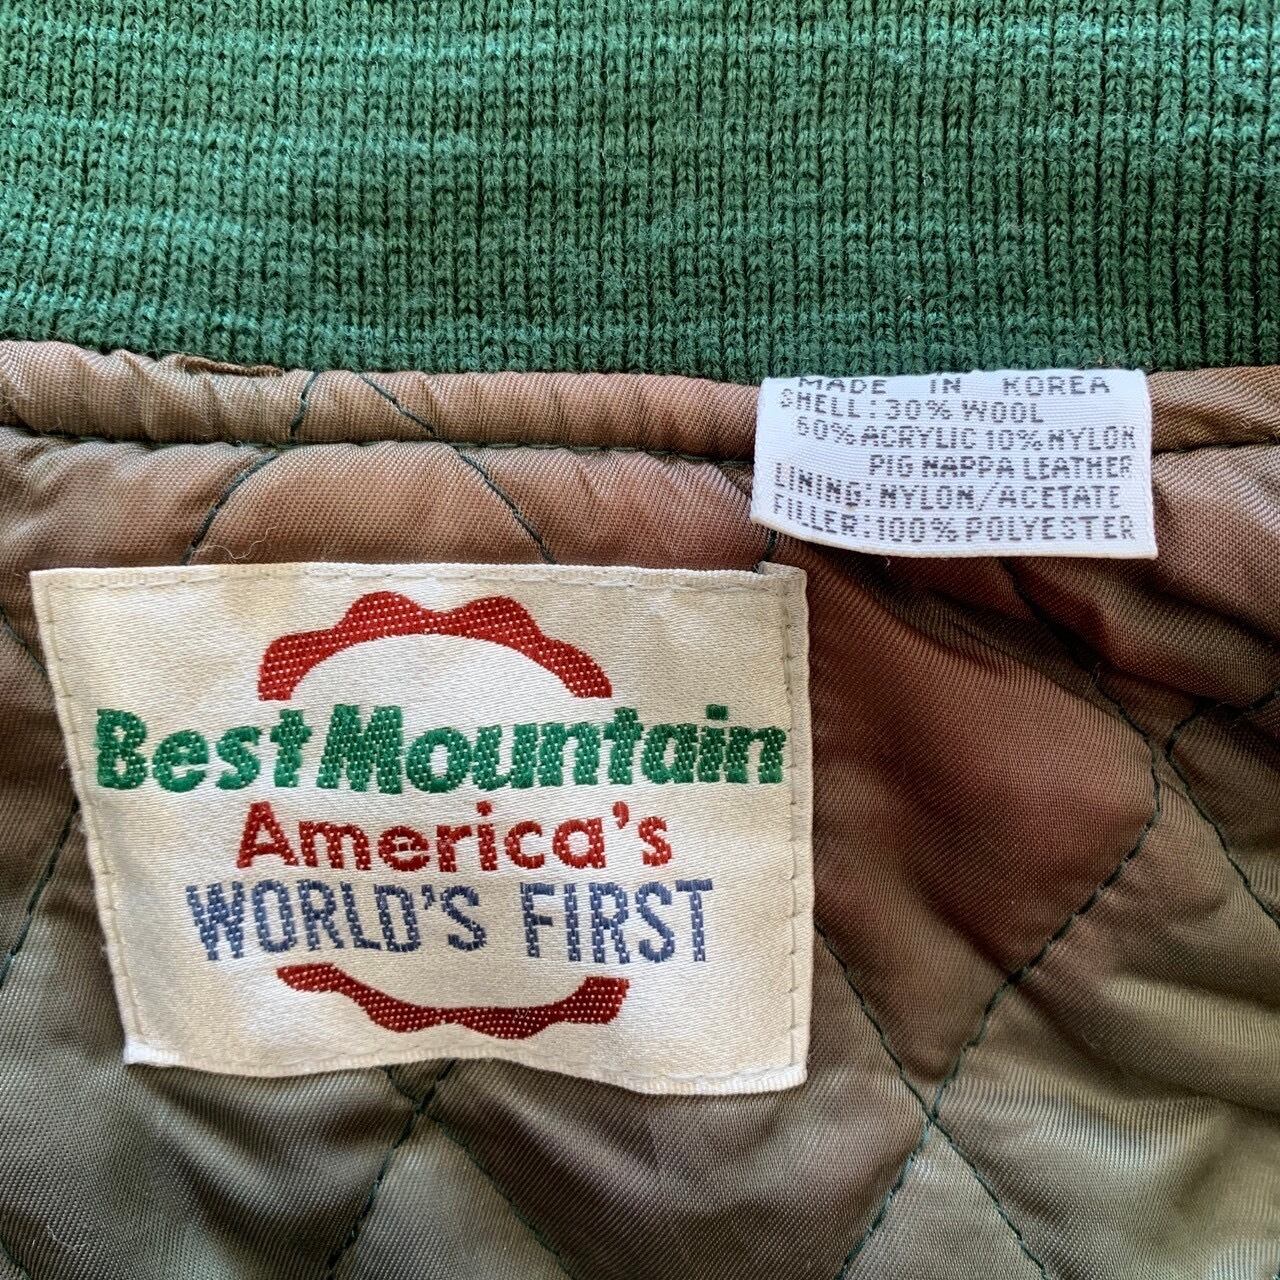 MADE IN KOREA
SHELL: 30% WOOL
60% ACRYLIC 10% NYLON
PIG NAPPA LEATHER
LINING: NYLON/ACETATE
FILLER: 100% POLYESTER
Best Mountain
America's
WORLD'S FIRST